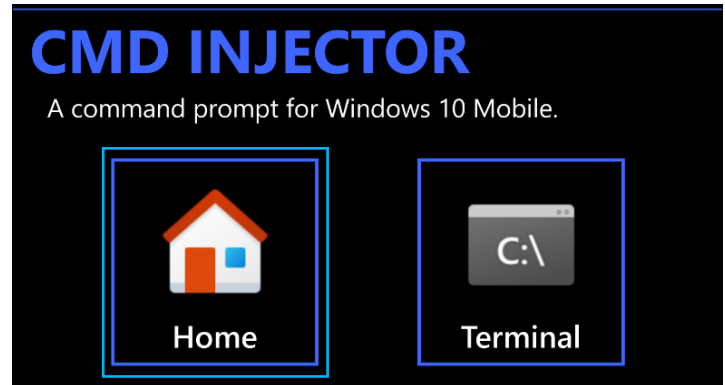 CMD INJECTOR
A command prompt for Windows 10 Mobile.
C:\
Home
Terminal